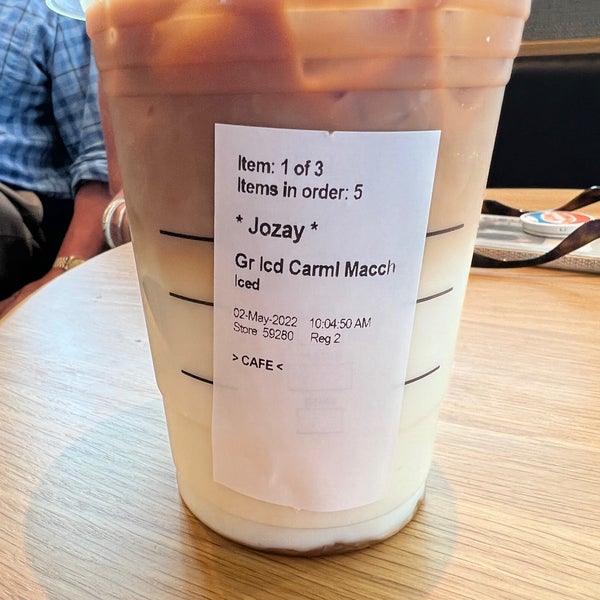 Item: 1 of 3
Items in order: 5
* Jozay *
Gr Icd Carml Macch
Iced
02-May-2022 10:04:50 AM
Store: 59280 Reg 2
> CAFE <